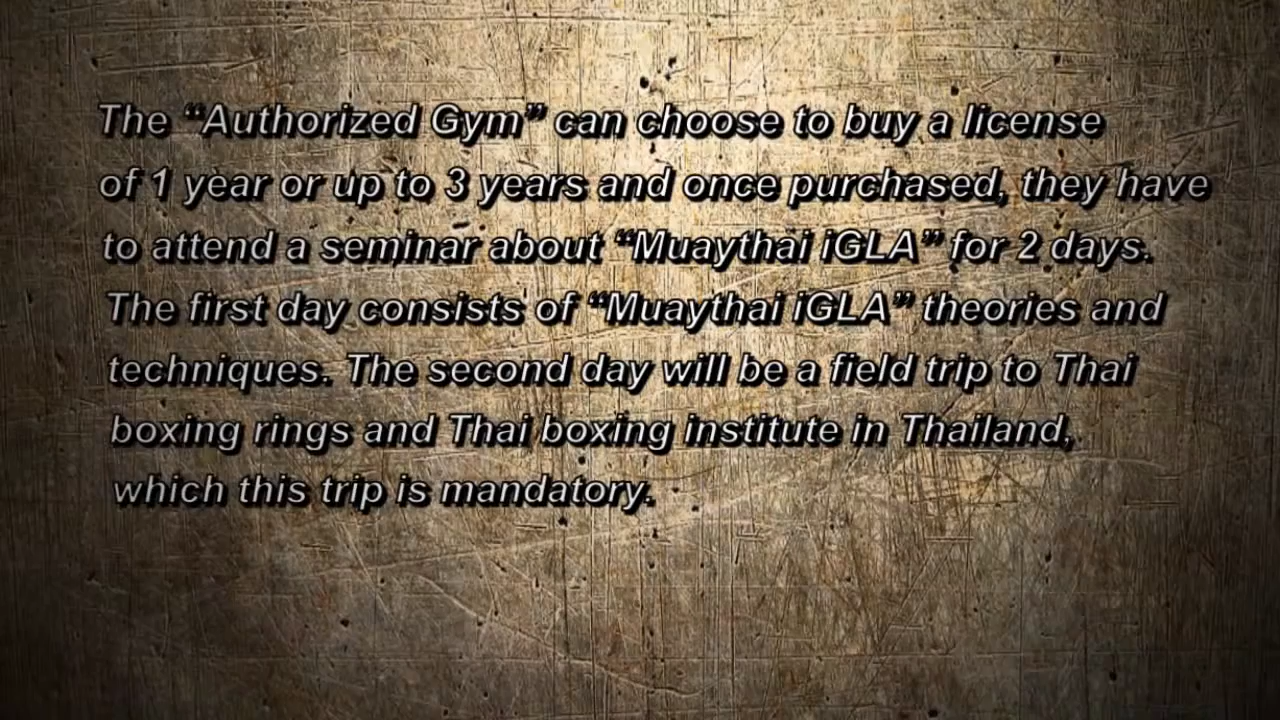 The “Authorized Gym” can choose to buy a license
of 1 year or up to 3 years and once purchased, they have
to attend a seminar about “Muaythai iGLA” for 2 days.
The first day consists of “Muaythai iGLA” theories and
techniques. The second day will be a field trip to Thai
boxing rings and Thai boxing institute in Thailand,
which this trip is mandatory.